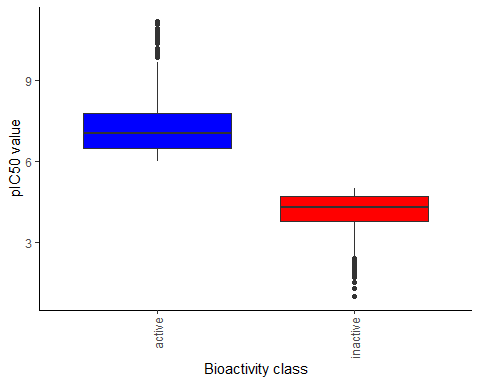 pIC50 value
9
6
3
active
inactive
Bioactivity class